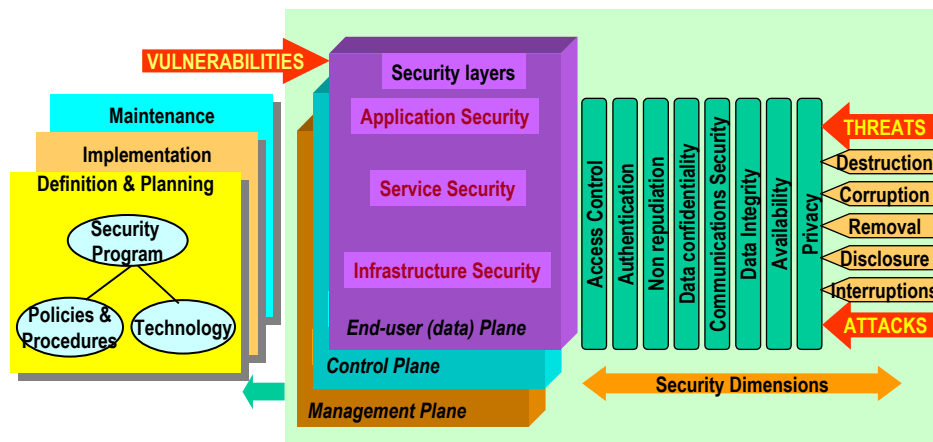 VULNERABILITIES
Security layers
Application Security
Service Security
Infrastructure Security
End-user (data) Plane
Control Plane
Management Plane
Maintenance
Implementation
Definition & Planning
Security
Program
Policies &
Procedures
Technology
Access Control
Authentication
Non repudiation
Data confidentiality
Communications Security
Data Integrity
Availability
Privacy
THREATS
Destruction
Corruption
Removal
Disclosure
Interruptions
ATTACKS
Security Dimensions